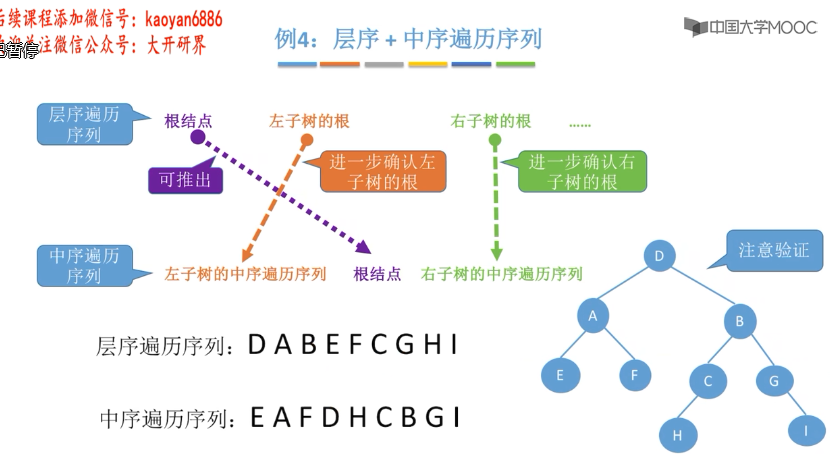 后续课程添加微信号：kaoyan6886
关注微信公众号：大开研界
已暂停
例4：层序 + 中序遍历序列
中国大学MOOC
层序遍历
序列
根结点
左子树的根
右子树的根
……
可推出
进一步确认左
子树的根
进一步确认右
子树的根
中序遍历
序列
左子树的中序遍历序列
根结点
右子树的中序遍历序列
注意验证
D
A
B
E
F
C
G
H
I
层序遍历序列：D A B E F C G H I
中序遍历序列：E A F D H C B G I